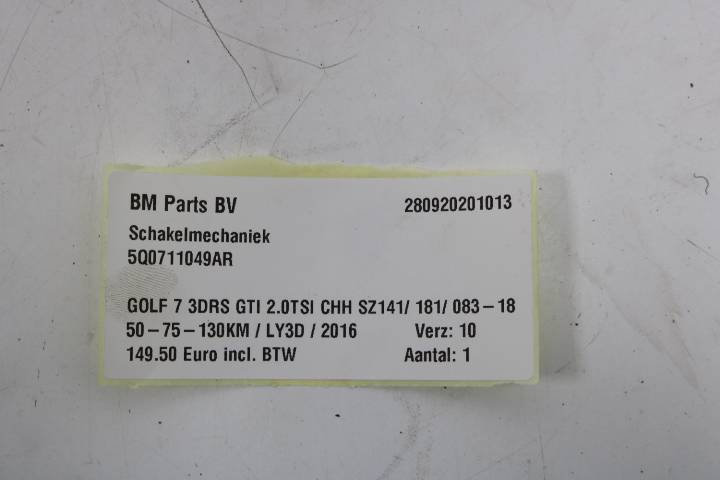 BM Parts BV 280920201013
Schakelmechaniek
5Q0711049AR
GOLF 7 3DRS GTI 2.0TSI CHH SZ141/ 181/ 083-18
50-75-130KM / LY3D / 2016 Verz: 10
149.50 Euro incl. BTW Aantal: 1